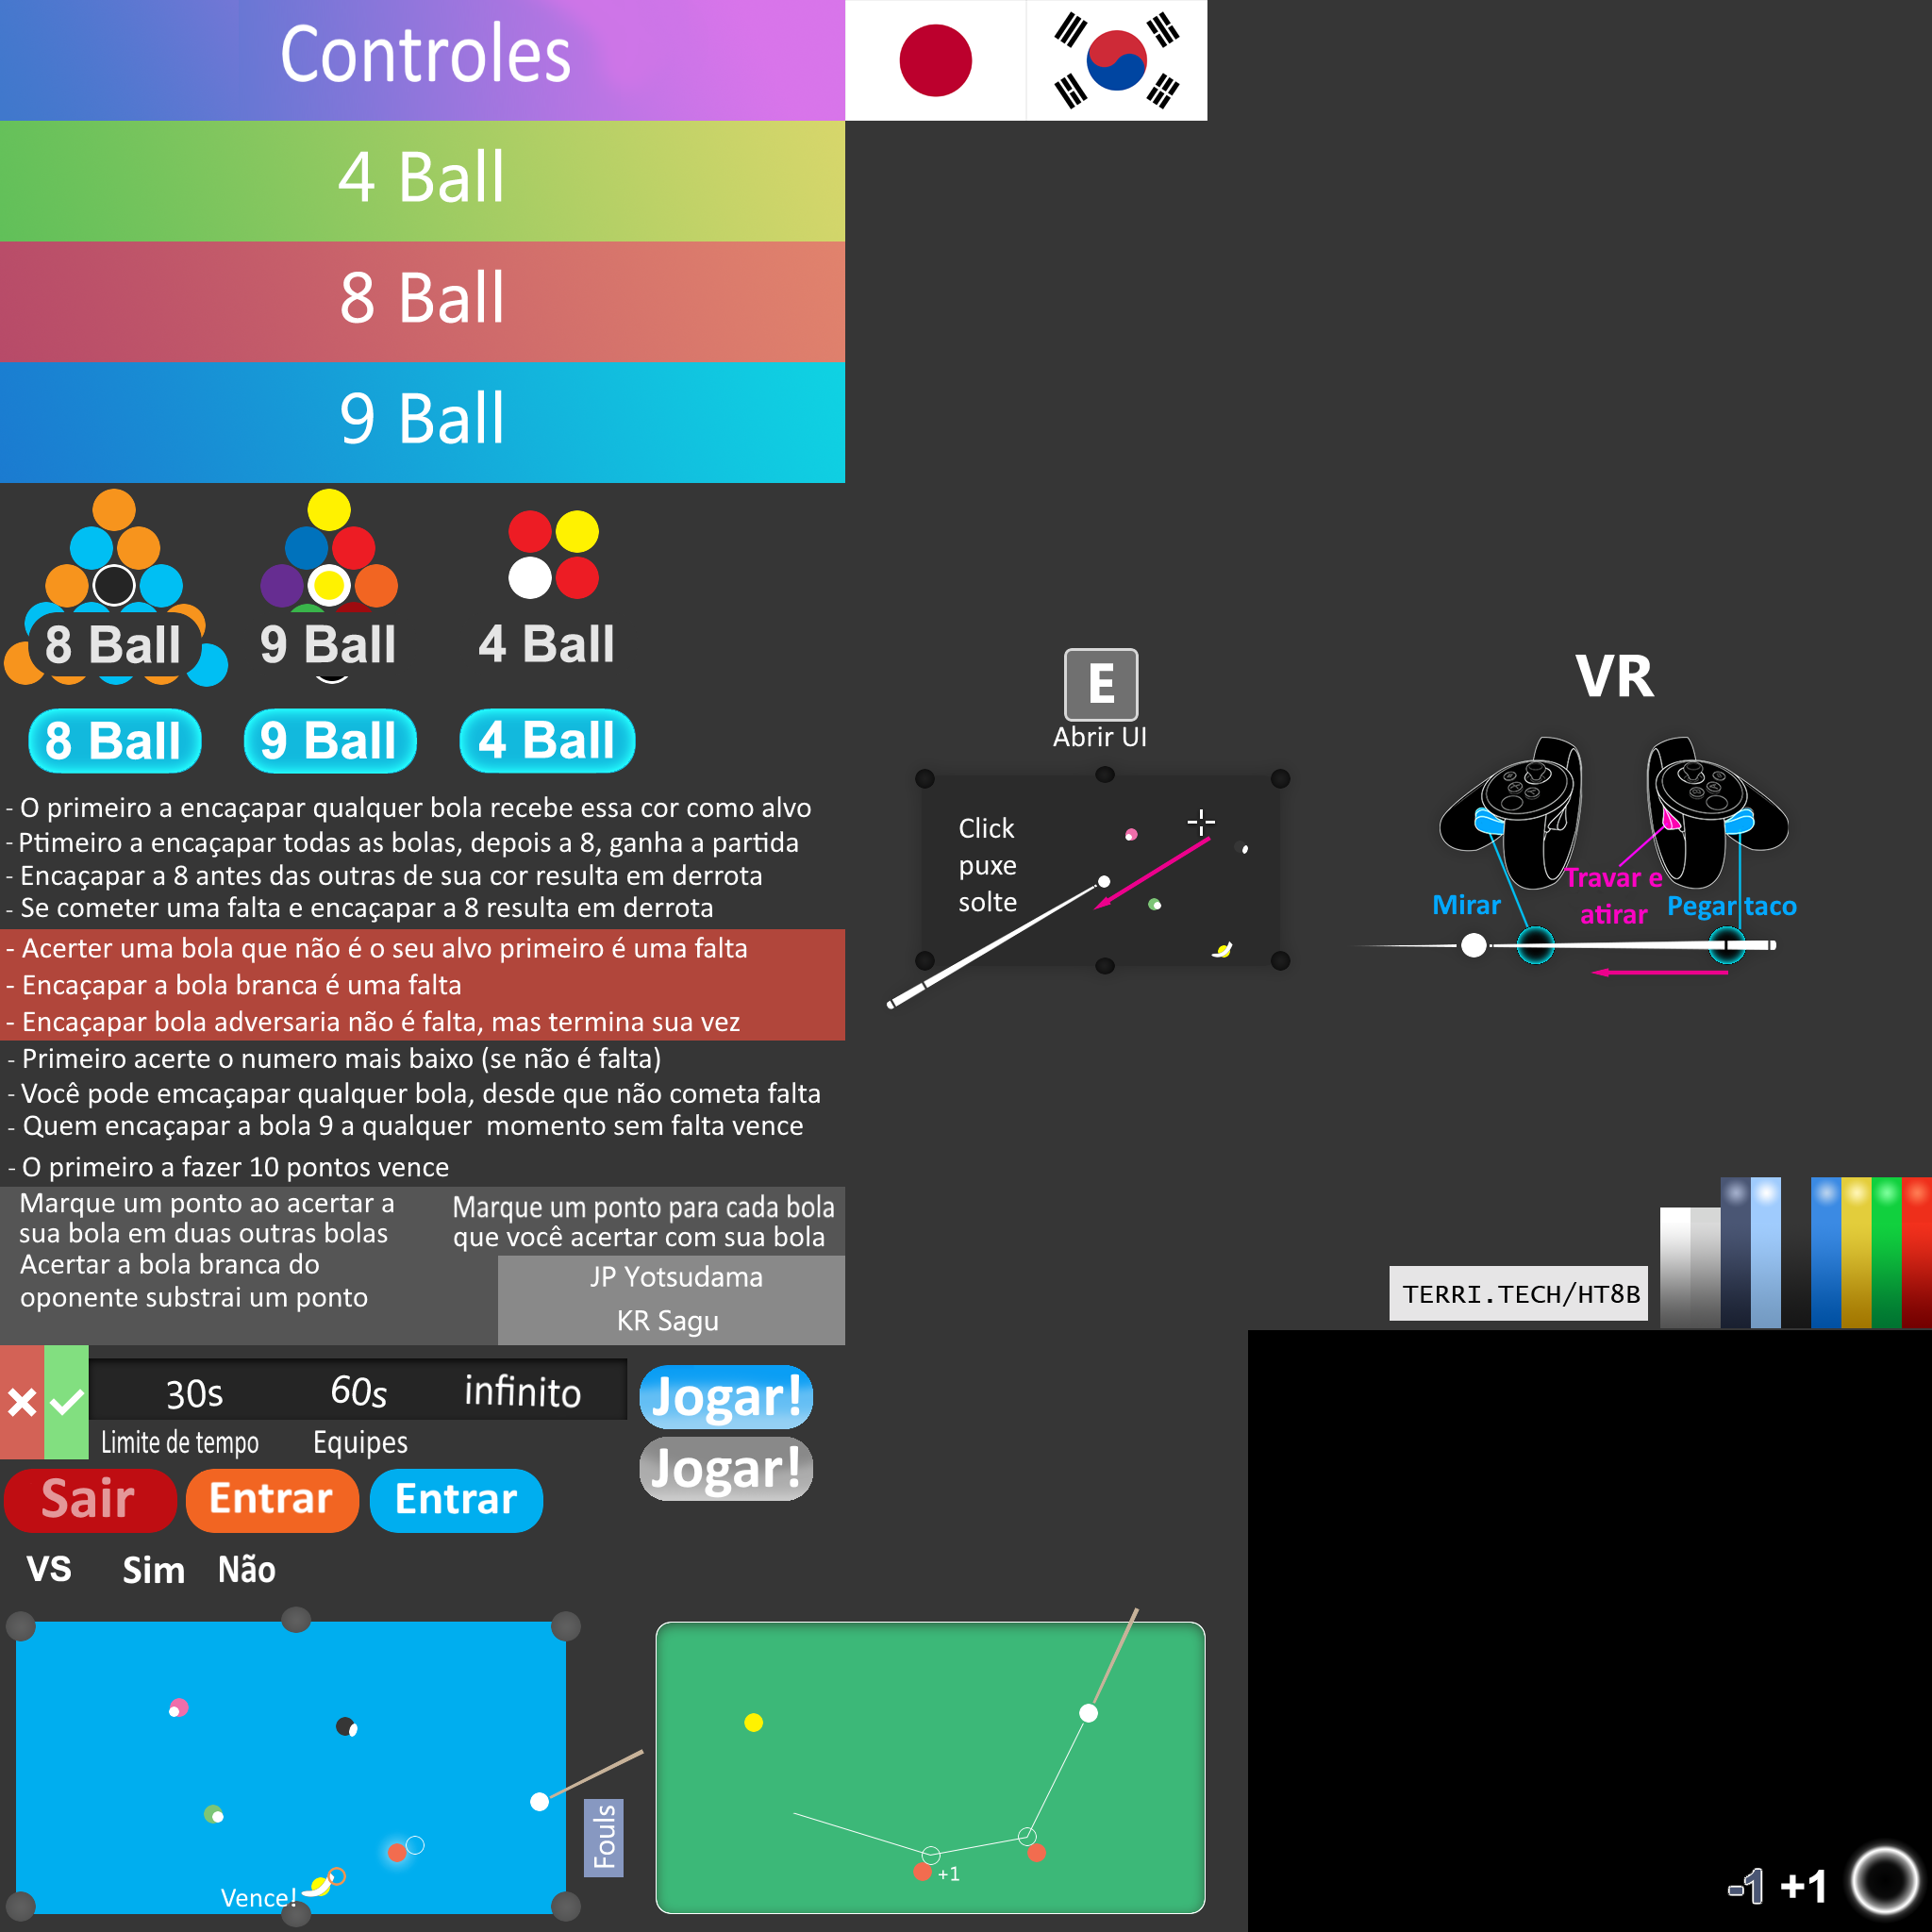 Controles
4 Ball
8 Ball
9 Ball
8 Ball
9 Ball
4 Ball
8 Ball
9 Ball
4 Ball
- O primeiro a encaçapar qualquer bola recebe essa cor como alvo
- Ptimeiro a encaçapar todas as bolas, depois a 8, ganha a partida
- Encaçapar a 8 antes das outras de sua cor resulta em derrota
- Se cometer uma falta e encaçapar a 8 resulta em derrota
- Acerter uma bola que não é o seu alvo primeiro é uma falta
- Encaçapar a bola branca é uma falta
- Encaçapar bola adversaria não é falta, mas termina sua vez
- Primeiro acerte o numero mais baixo (se não é falta)
- Você pode emcaçapar qualquer bola, desde que não cometa falta
- Quem encaçapar a bola 9 a qualquer momento sem falta vence
- O primeiro a fazer 10 pontos vence
Marque um ponto ao acertar a
sua bola em duas outras bolas
Acertar a bola branca do
oponente substrai um ponto
Marque um ponto para cada bola
que você acertar com sua bola
JP Yotsudama
KR Sagu
30s
60s
infinito
Limite de tempo
Equipes
Jogar!
Jogar!
Sair
Entrar
Entrar
VS
Sim
Não
Vence!
Fouls
+1
E
Abrir UI
Click
puxe
solte
VR
Mirar
Travar e
atirar
Pegar taco
TERRI.TECH/HT8B
-1
+1